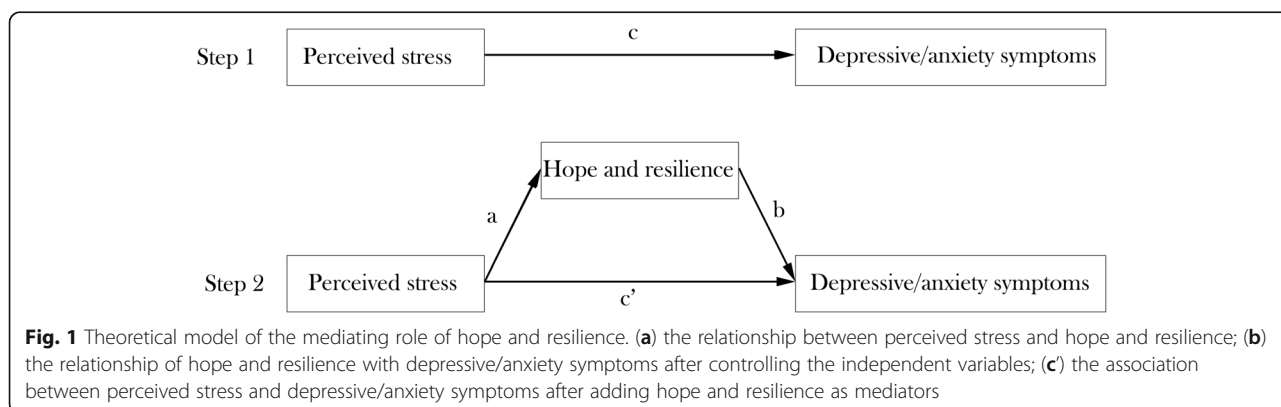 c
Step 1 Perceived stress Depressive/anxiety symptoms
Hope and resilience
a b
Step 2 Perceived stress Depressive/anxiety symptoms
c’
Fig. 1 Theoretical model of the mediating role of hope and resilience. (a) the relationship between perceived stress and hope and resilience; (b)
the relationship of hope and resilience with depressive/anxiety symptoms after controlling the independent variables; (c’) the association
between perceived stress and depressive/anxiety symptoms after adding hope and resilience as mediators